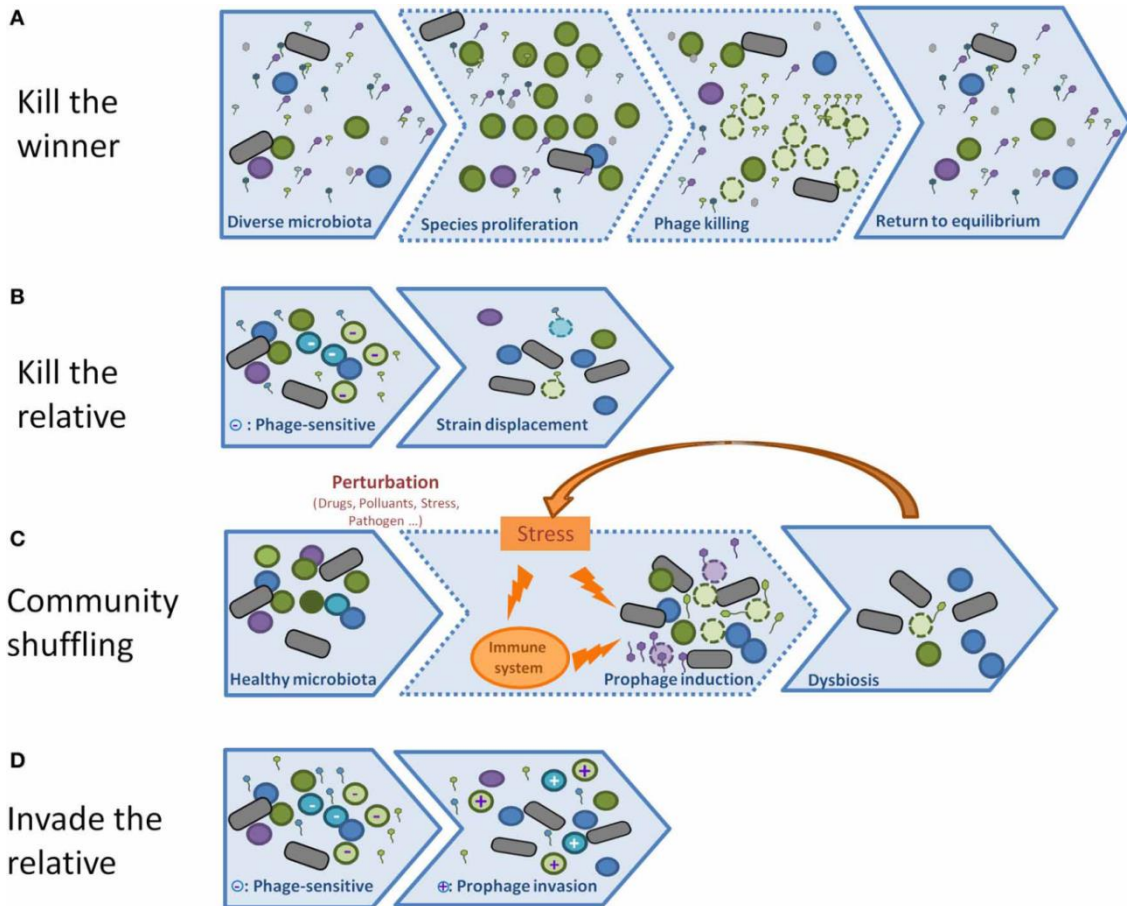 A
Kill the
winner
Diverse microbiota
Species proliferation
Phage killing
Return to equilibrium
B
Kill the
relative
⊖ : Phage-sensitive
Strain displacement
Perturbation
(Drugs, Polluants, Stress,
Pathogen ...)
C
Stress
Community
shuffling
Immune
system
Healthy microbiota
Prophage induction
Dysbiosis
D
Invade the
relative
⊖: Phage-sensitive
⊕: Prophage invasion